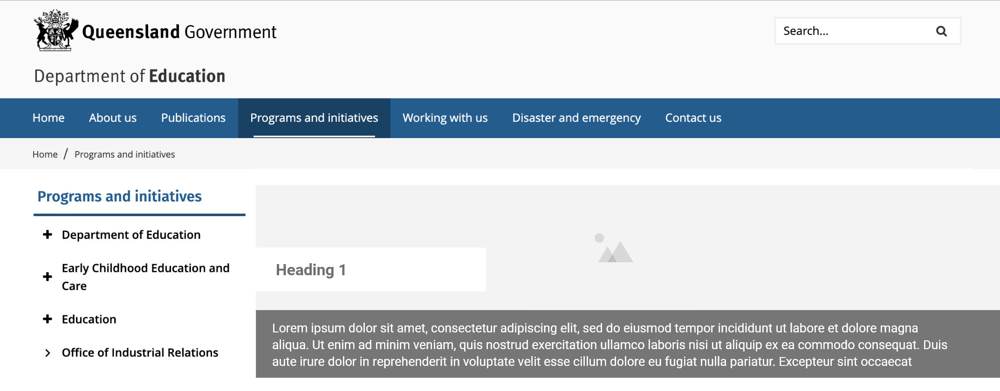 Queensland Government
Search...
Department of Education
Home About us Publications Programs and initiatives Working with us Disaster and emergency Contact us
Home / Programs and initiatives
Programs and initiatives
Department of Education
Early Childhood Education and
Care
Education
Office of Industrial Relations
Heading 1
Lorem ipsum dolor sit amet, consectetur adipiscing elit, sed do eiusmod tempor incididunt ut labore et dolore magna
aliqua. Ut enim ad minim veniam, quis nostrud exercitation ullamco laboris nisi ut aliquip ex ea commodo consequat. Duis
aute irure dolor in reprehenderit in voluptate velit esse cillum dolore eu fugiat nulla pariatur. Excepteur sint occaecat